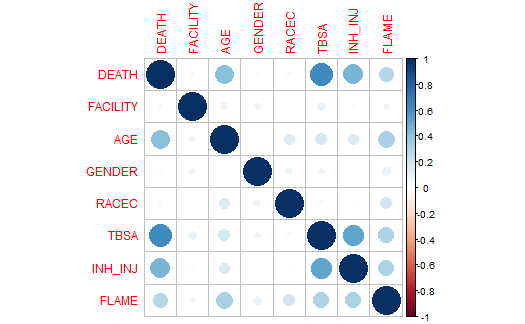 DEATH FACILITY AGE GENDER RACEC TBSA INH_INJ FLAME
DEATH
FACILITY
AGE
GENDER
RACEC
TBSA
INH_INJ
FLAME
1
0.8
0.6
0.4
0.2
0
-0.2
-0.4
-0.6
-0.8
-1